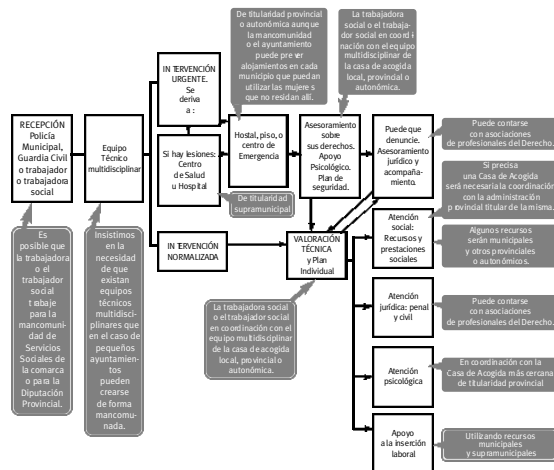 De titularidad provincial
o autonómica aunque
la mancomunidad
o el ayuntamiento
puede prever
alojamientos en cada
municipio que puedan
utilizar las mujeres
que no residan allí.
La trabajadora
social o el trabajador
social en coordi-
nación con el equipo
multidisciplinar de
la casa de acogida
local, provincial o
autonómica.
INTERVENCIÓN
URGENTE.
Se
deriva
a:
RECEPCIÓN
Policía
Municipal,
Guardia Civil
o trabajador
o trabajadora
social
Equipo
Técnico
multidisciplinar
Si hay lesiones:
Centro
de Salud
u Hospital
Hostal, piso, o
centro de
Emergencia
Asesoramiento
sobre
sus derechos.
Apoyo
Psicológico.
Plan de
seguridad.
Puede que
denuncie.
Asesoramiento
jurídico y
acompaña-
miento.
Puede contarse
con asociaciones
de profesionales del Derecho.
Si precisa
una Casa de Acogida
será necesaria la coordinación
con la administración
provincial titular de la misma.
De titularidad
supramunicipal
INTERVENCIÓN
NORMALIZADA
VALORACIÓN
TÉCNICA
y Plan
Individual
Atención
social:
Recursos y
prestaciones
sociales
Algunos recursos
serán municipales
y otros provinciales
o autonómicos.
Es
posible que
la trabajadora
o el
trabajador
social
trabaje
para la
mancomuni-
dad de
Servicios
Sociales de
la comarca
o para la
Diputación
Provincial.
Insistimos
en la
necesidad
de que
existan
equipos
técnicos
multidisci-
plinares que
en el caso de
pequeños
ayuntamien-
tos
pueden
crearse
de forma
mancomu-
nada.
La trabajadora social
o el trabajador social
en coordinación con el
equipo multidisciplinar
de la casa de acogida
local, provincial o
autonómica.
Atención
jurídica: penal
y civil
Puede contarse
con asociaciones
de profesionales del Derecho.
Atención
psicológica
En coordinación con la
Casa de Acogida más cercana
de titularidad provincial
Apoyo
a la inserción
laboral
Utilizando recursos
municipales
y supramunicipales